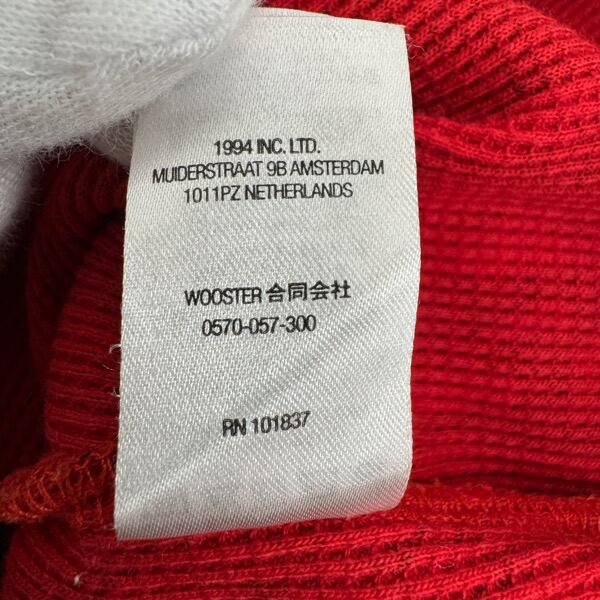 1994 INC. LTD.
MUIDERSTRAAT 9B AMSTERDAM
1011PZ NETHERLANDS
WOOSTER 合同会社
0570-057-300
RN 101837